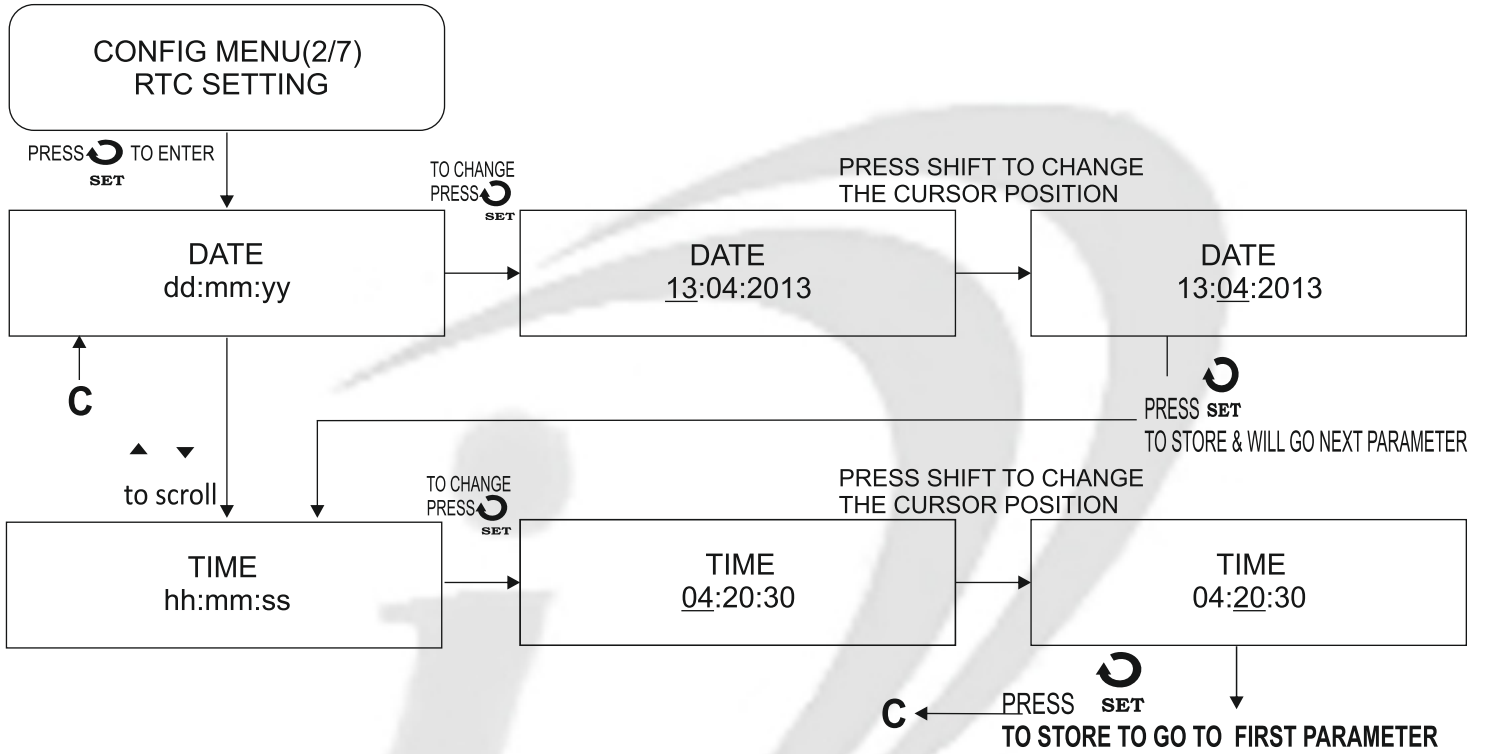 CONFIG MENU(2/7)
RTC SETTING
PRESS TO ENTER
SET
TO CHANGE
PRESS
SET
PRESS SHIFT TO CHANGE
THE CURSOR POSITION
DATE
dd:mm:yy
DATE
13:04:2013
DATE
13:04:2013
C
PRESS SET
TO STORE & WILL GO NEXT PARAMETER
to scroll
TO CHANGE
PRESS
SET
PRESS SHIFT TO CHANGE
THE CURSOR POSITION
TIME
hh:mm:ss
TIME
04:20:30
TIME
04:20:30
C
PRESS SET
TO STORE TO GO TO FIRST PARAMETER